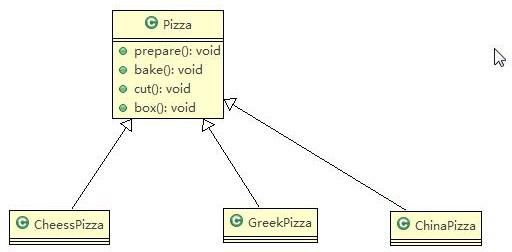 C Pizza
prepare(): void
bake(): void
cut(): void
box(): void
C CheessPizza
C GreekPizza
C ChinaPizza